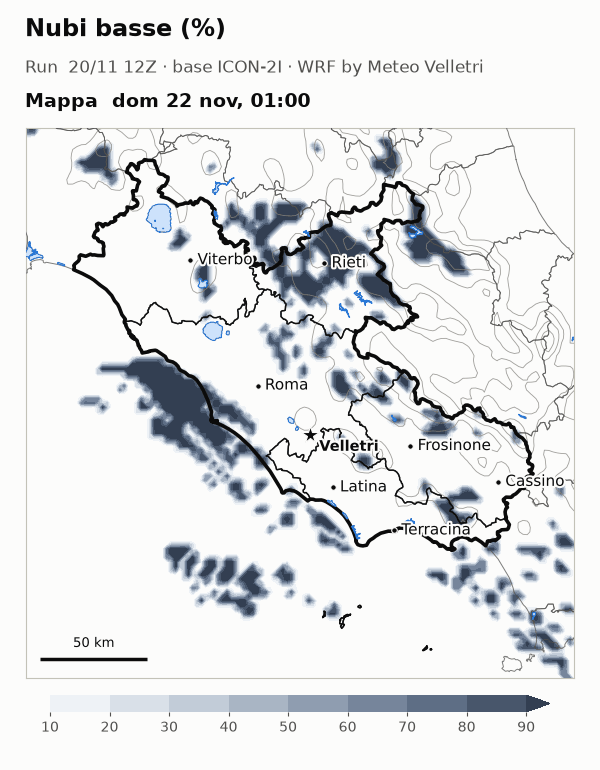 Nubi basse (%)
Run  20/11 12Z · base ICON-2I · WRF by Meteo Velletri
Mappa  dom 22 nov, 01:00
Viterbo
Rieti
Roma
Velletri
Frosinone
Latina
Cassino
Terracina
50 km
10 20 30 40 50 60 70 80 90